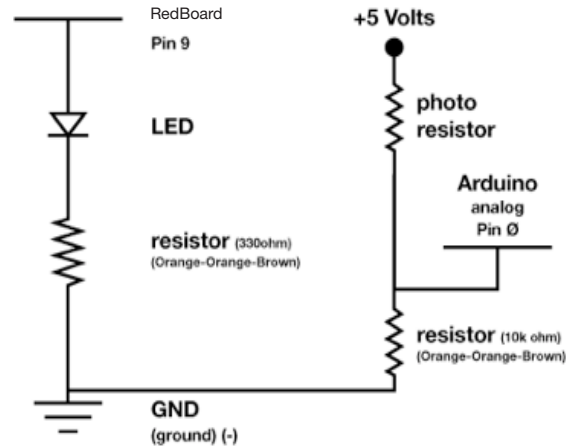 RedBoard
Pin 9
LED
resistor (330ohm)
(Orange-Orange-Brown)
GND
(ground) (-)
+5 Volts
photo
resistor
Arduino
analog
Pin Ø
resistor (10k ohm)
(Orange-Orange-Brown)